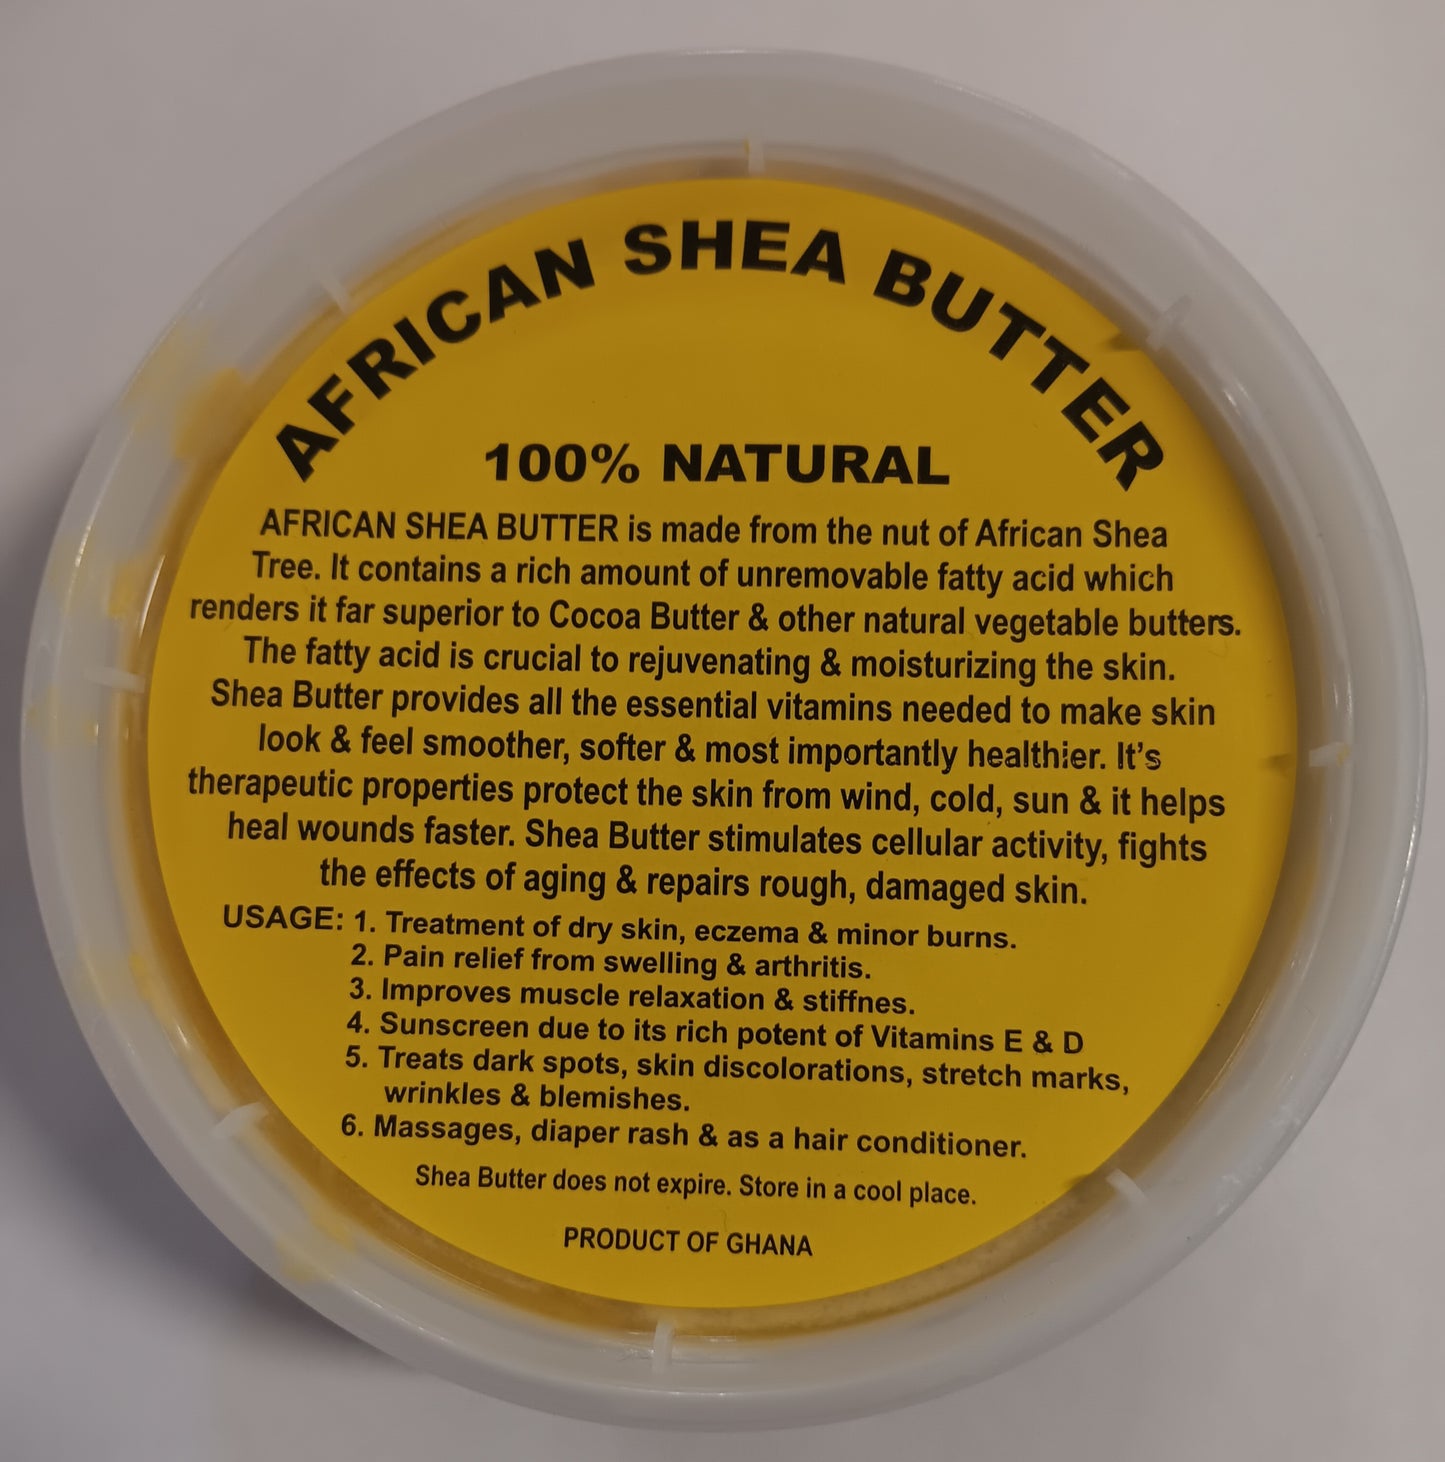 AFRICAN SHEA BUTTER
100% NATURAL
AFRICAN SHEA BUTTER is made from the nut of African Shea
Tree. It contains a rich amount of unremovable fatty acid which
renders it far superior to Cocoa Butter & other natural vegetable butters.
The fatty acid is crucial to rejuvenating & moisturizing the skin.
Shea Butter provides all the essential vitamins needed to make skin
look & feel smoother, softer & most importantly healthier. It's
therapeutic properties protect the skin from wind, cold, sun & it helps
heal wounds faster. Shea Butter stimulates cellular activity, fights
the effects of aging & repairs rough, damaged skin.
USAGE: 1. Treatment of dry skin, eczema & minor burns.
2. Pain relief from swelling & arthritis.
3. Improves muscle relaxation & stiffnes.
4. Sunscreen due to its rich potent of Vitamins E & D
5. Treats dark spots, skin discolorations, stretch marks,
wrinkles & blemishes.
6. Massages, diaper rash & as a hair conditioner.
Shea Butter does not expire. Store in a cool place.
PRODUCT OF GHANA